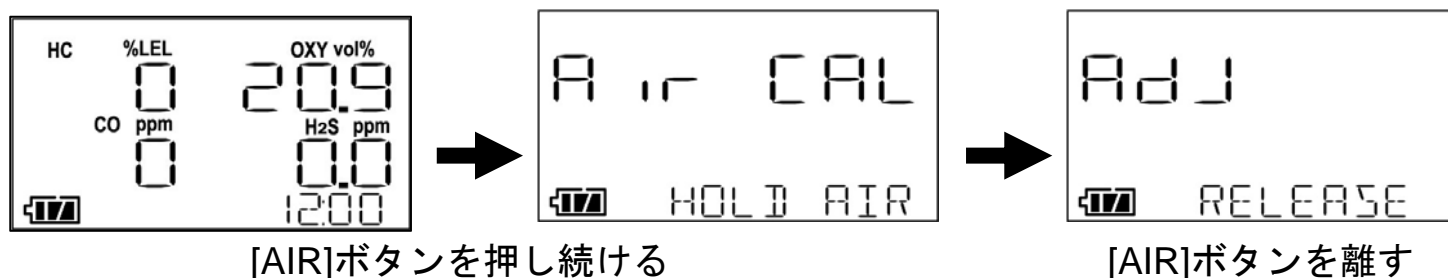 HC %LEL OXY vol%
0 20.9
CO ppm H2S ppm
0 0.0
12:00
Air CAL
HOLD AIR
AdJ
RELEASE
[AIR]ボタンを押し続ける
[AIR]ボタンを離す